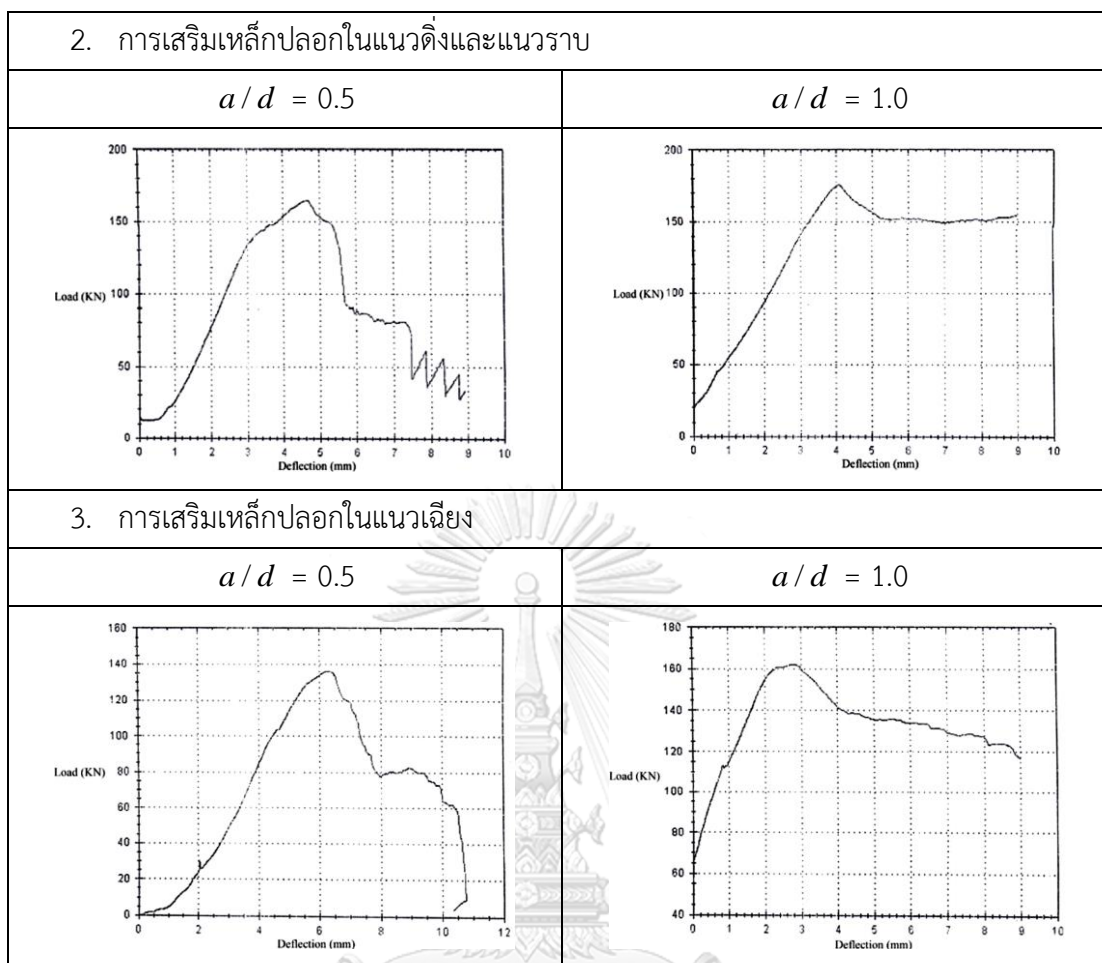 2. การเสริมเหล็กปลอกในแนวดิ่งและแนวราบ
a / d = 0.5
a / d = 1.0
200
150
Load (KN) 100
50
0
0 1 2 3 4 5 6 7 8 9 10
Deflection (mm)
200
150
Load (KN) 100
50
0
0 1 2 3 4 5 6 7 8 9 10
Deflection (mm)
3. การเสริมเหล็กปลอกในแนวเฉียง
a / d = 0.5
a / d = 1.0
160
140
120
100
Load (KN) 80
60
40
20
0
0 2 4 6 8 10 12
Deflection (mm)
180
160
140
120
Load (KN)
100
80
60
40
0 1 2 3 4 5 6 7 8 9 10
Deflection (mm)